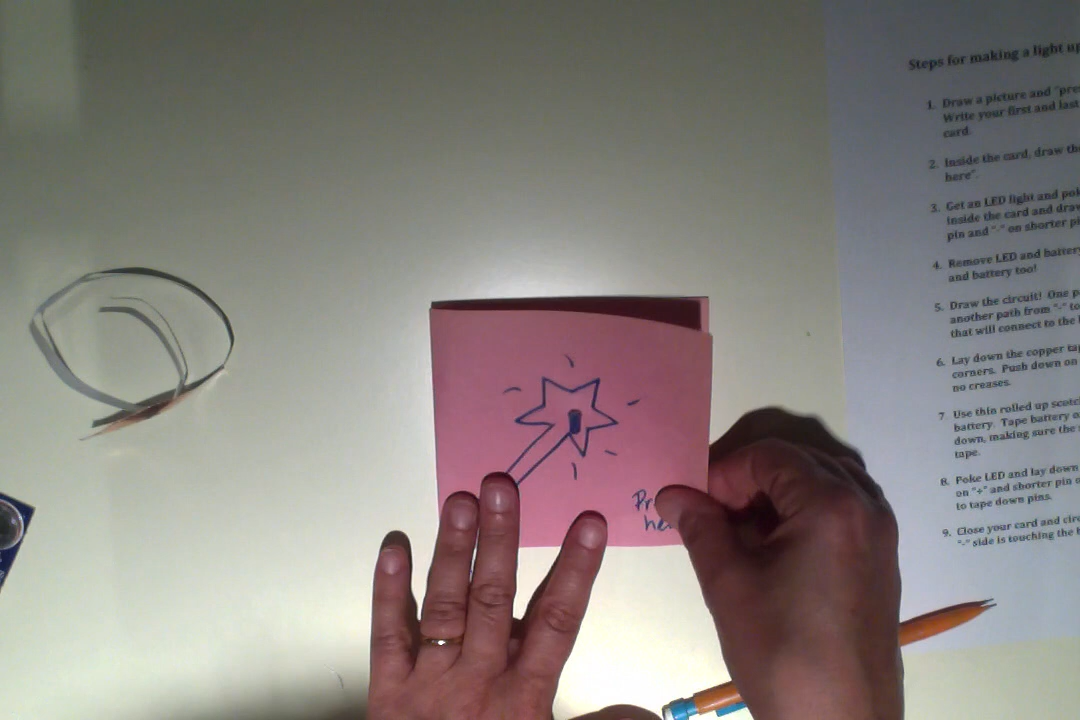 Steps for making a light up
1. Draw a picture and "pre
Write your first and last
card.
2. Inside the card, draw the
here".
3. Get an LED light and pok
Inside the card and draw
pin and "-" on shorter pi
4. Remove LED and battery
and battery too!
5. Draw the circuit! One p
another path from "-" to
that will connect to the
6. Lay down the copper tap
corners. Push down on
no creases.
7. Use thin rolled up scotc
battery. Tape battery o
down, making sure the
tape.
8. Poke LED and lay down
on "+" and shorter pin o
to tape down pins.
9. Close your card and circ
"-" side is touching the
Pr
he